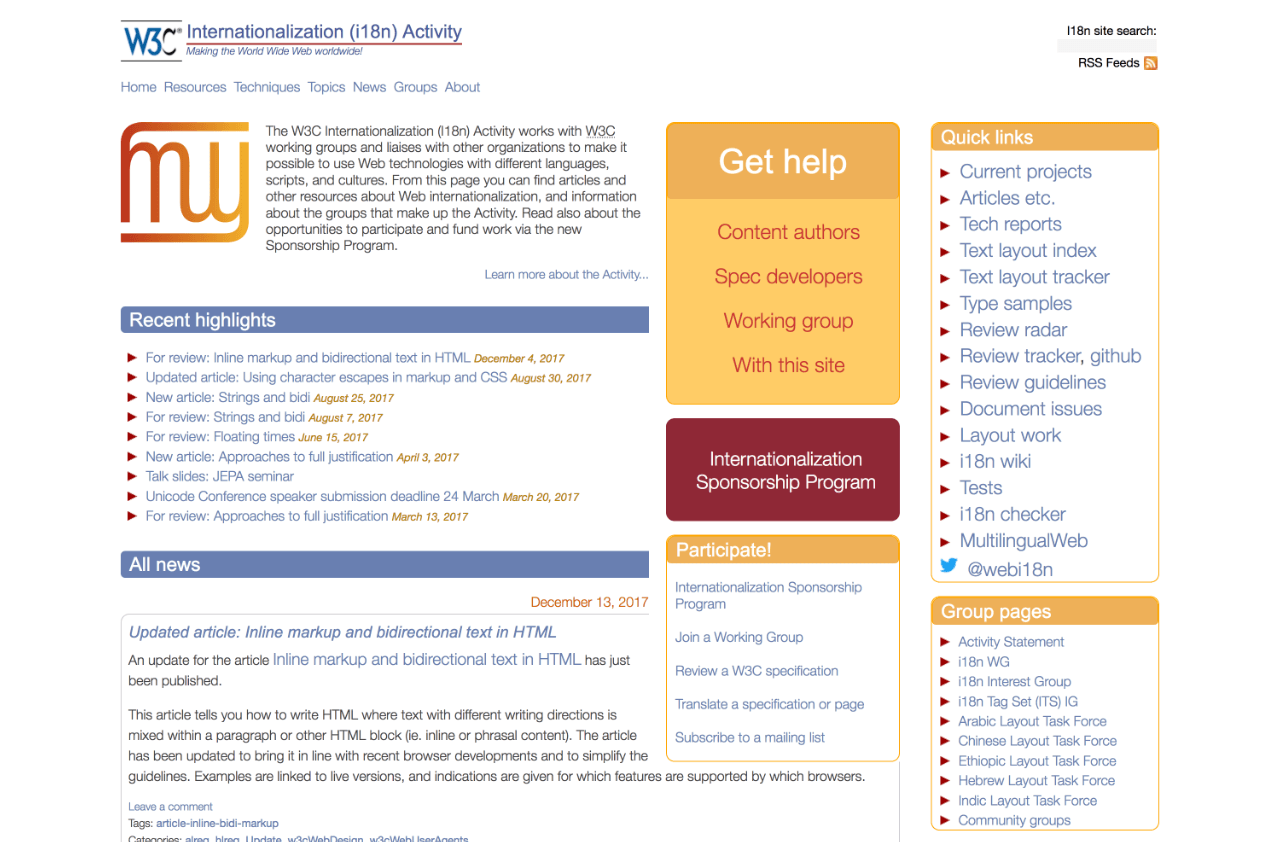 W3C® Internationalization (i18n) Activity
Making the World Wide Web worldwide!
I18n site search:
RSS Feeds
Home Resources Techniques Topics News Groups About
The W3C Internationalization (I18n) Activity works with W3C
working groups and liaises with other organizations to make it
possible to use Web technologies with different languages,
scripts, and cultures. From this page you can find articles and
other resources about Web internationalization, and information
about the groups that make up the Activity. Read also about the
opportunities to participate and fund work via the new
Sponsorship Program.
Learn more about the Activity...
Recent highlights
For review: Inline markup and bidirectional text in HTML December 4, 2017
Updated article: Using character escapes in markup and CSS August 30, 2017
New article: Strings and bidi August 25, 2017
For review: Strings and bidi August 7, 2017
For review: Floating times June 15, 2017
New article: Approaches to full justification April 3, 2017
Talk slides: JEPA seminar
Unicode Conference speaker submission deadline 24 March March 20, 2017
For review: Approaches to full justification March 13, 2017
All news
December 13, 2017
Updated article: Inline markup and bidirectional text in HTML
An update for the article Inline markup and bidirectional text in HTML has just
been published.
This article tells you how to write HTML where text with different writing directions is
mixed within a paragraph or other HTML block (ie. inline or phrasal content). The article
has been updated to bring it in line with recent browser developments and to simplify the
guidelines. Examples are linked to live versions, and indications are given for which features are supported by which browsers.
Leave a comment
Tags: article-inline-bidi-markup
Categories: alreq, hlreq, Update, w3cWebDesign, w3cWebUserAgents
Get help
Content authors
Spec developers
Working group
With this site
Internationalization
Sponsorship Program
Participate!
Internationalization Sponsorship
Program
Join a Working Group
Review a W3C specification
Translate a specification or page
Subscribe to a mailing list
Quick links
Current projects
Articles etc.
Tech reports
Text layout index
Text layout tracker
Type samples
Review radar
Review tracker, github
Review guidelines
Document issues
Layout work
i18n wiki
Tests
i18n checker
MultilingualWeb
@webi18n
Group pages
Activity Statement
i18n WG
i18n Interest Group
i18n Tag Set (ITS) IG
Arabic Layout Task Force
Chinese Layout Task Force
Ethiopic Layout Task Force
Hebrew Layout Task Force
Indic Layout Task Force
Community groups